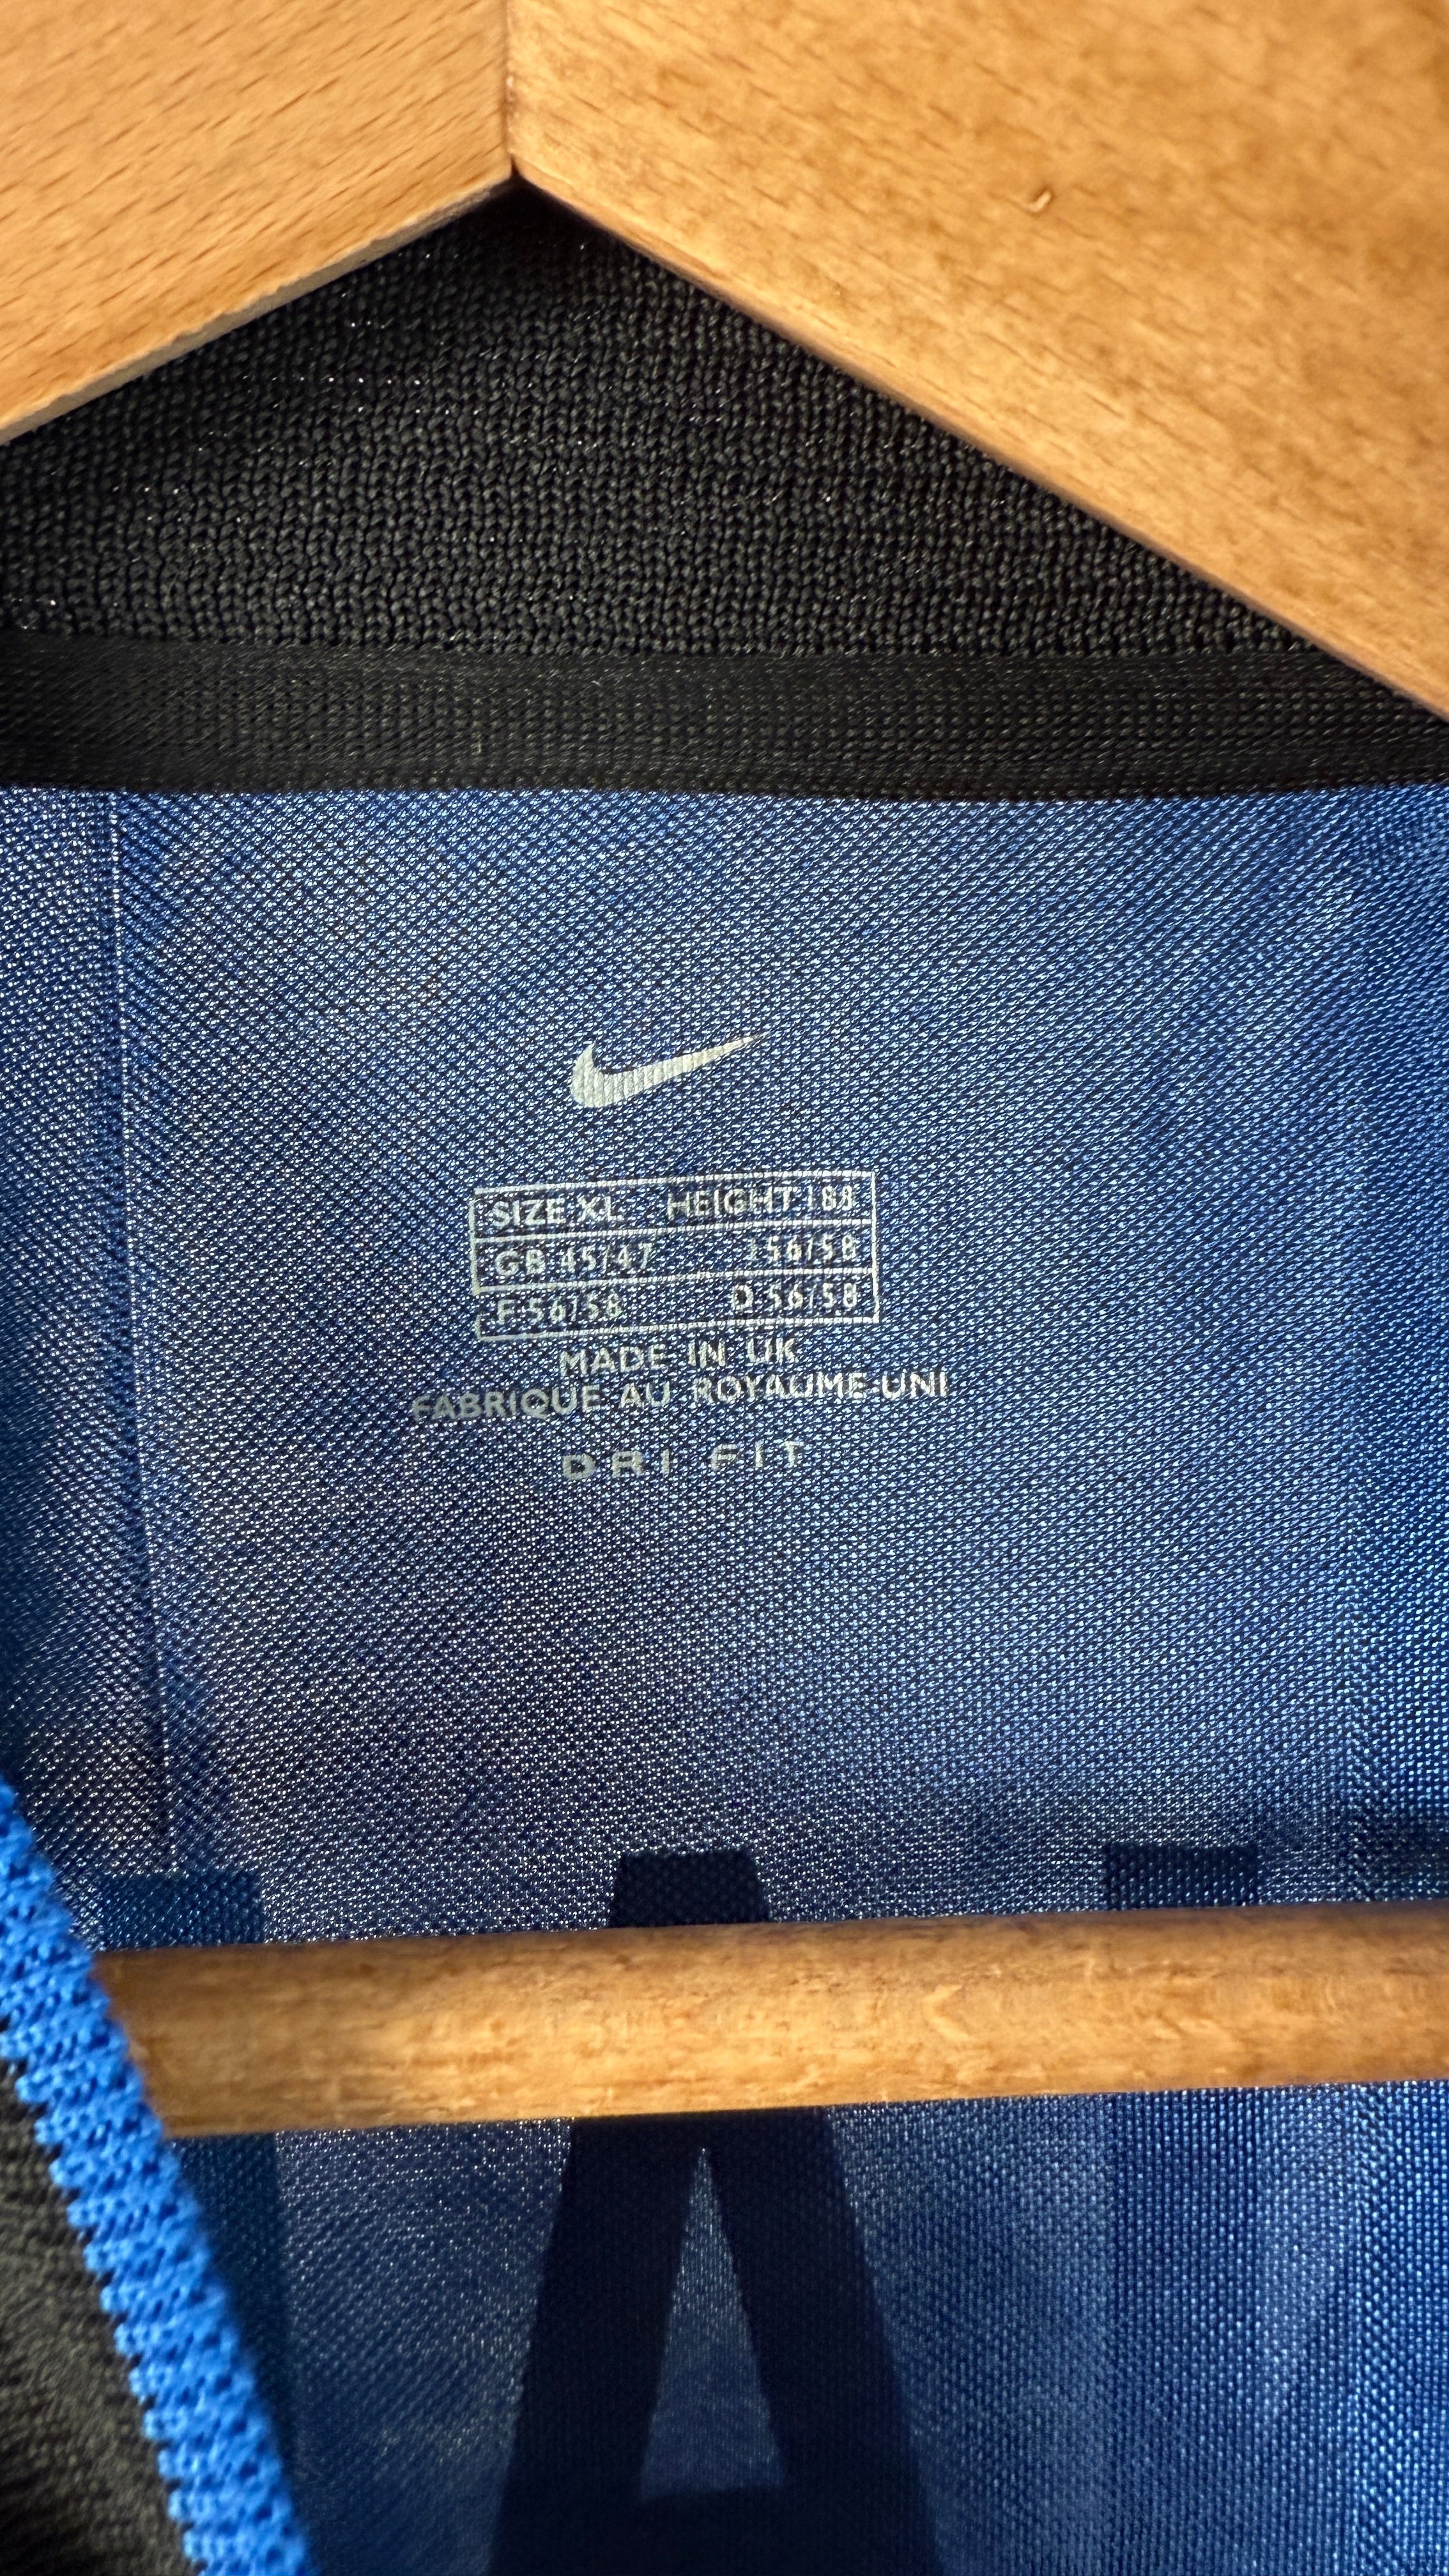 SIZE XL HEIGHT 188
GB 45/47 I 56/58
F 56/58 D 56/58
MADE IN UK
FABRIQUE AU ROYAUME-UNI
DRI FIT
A